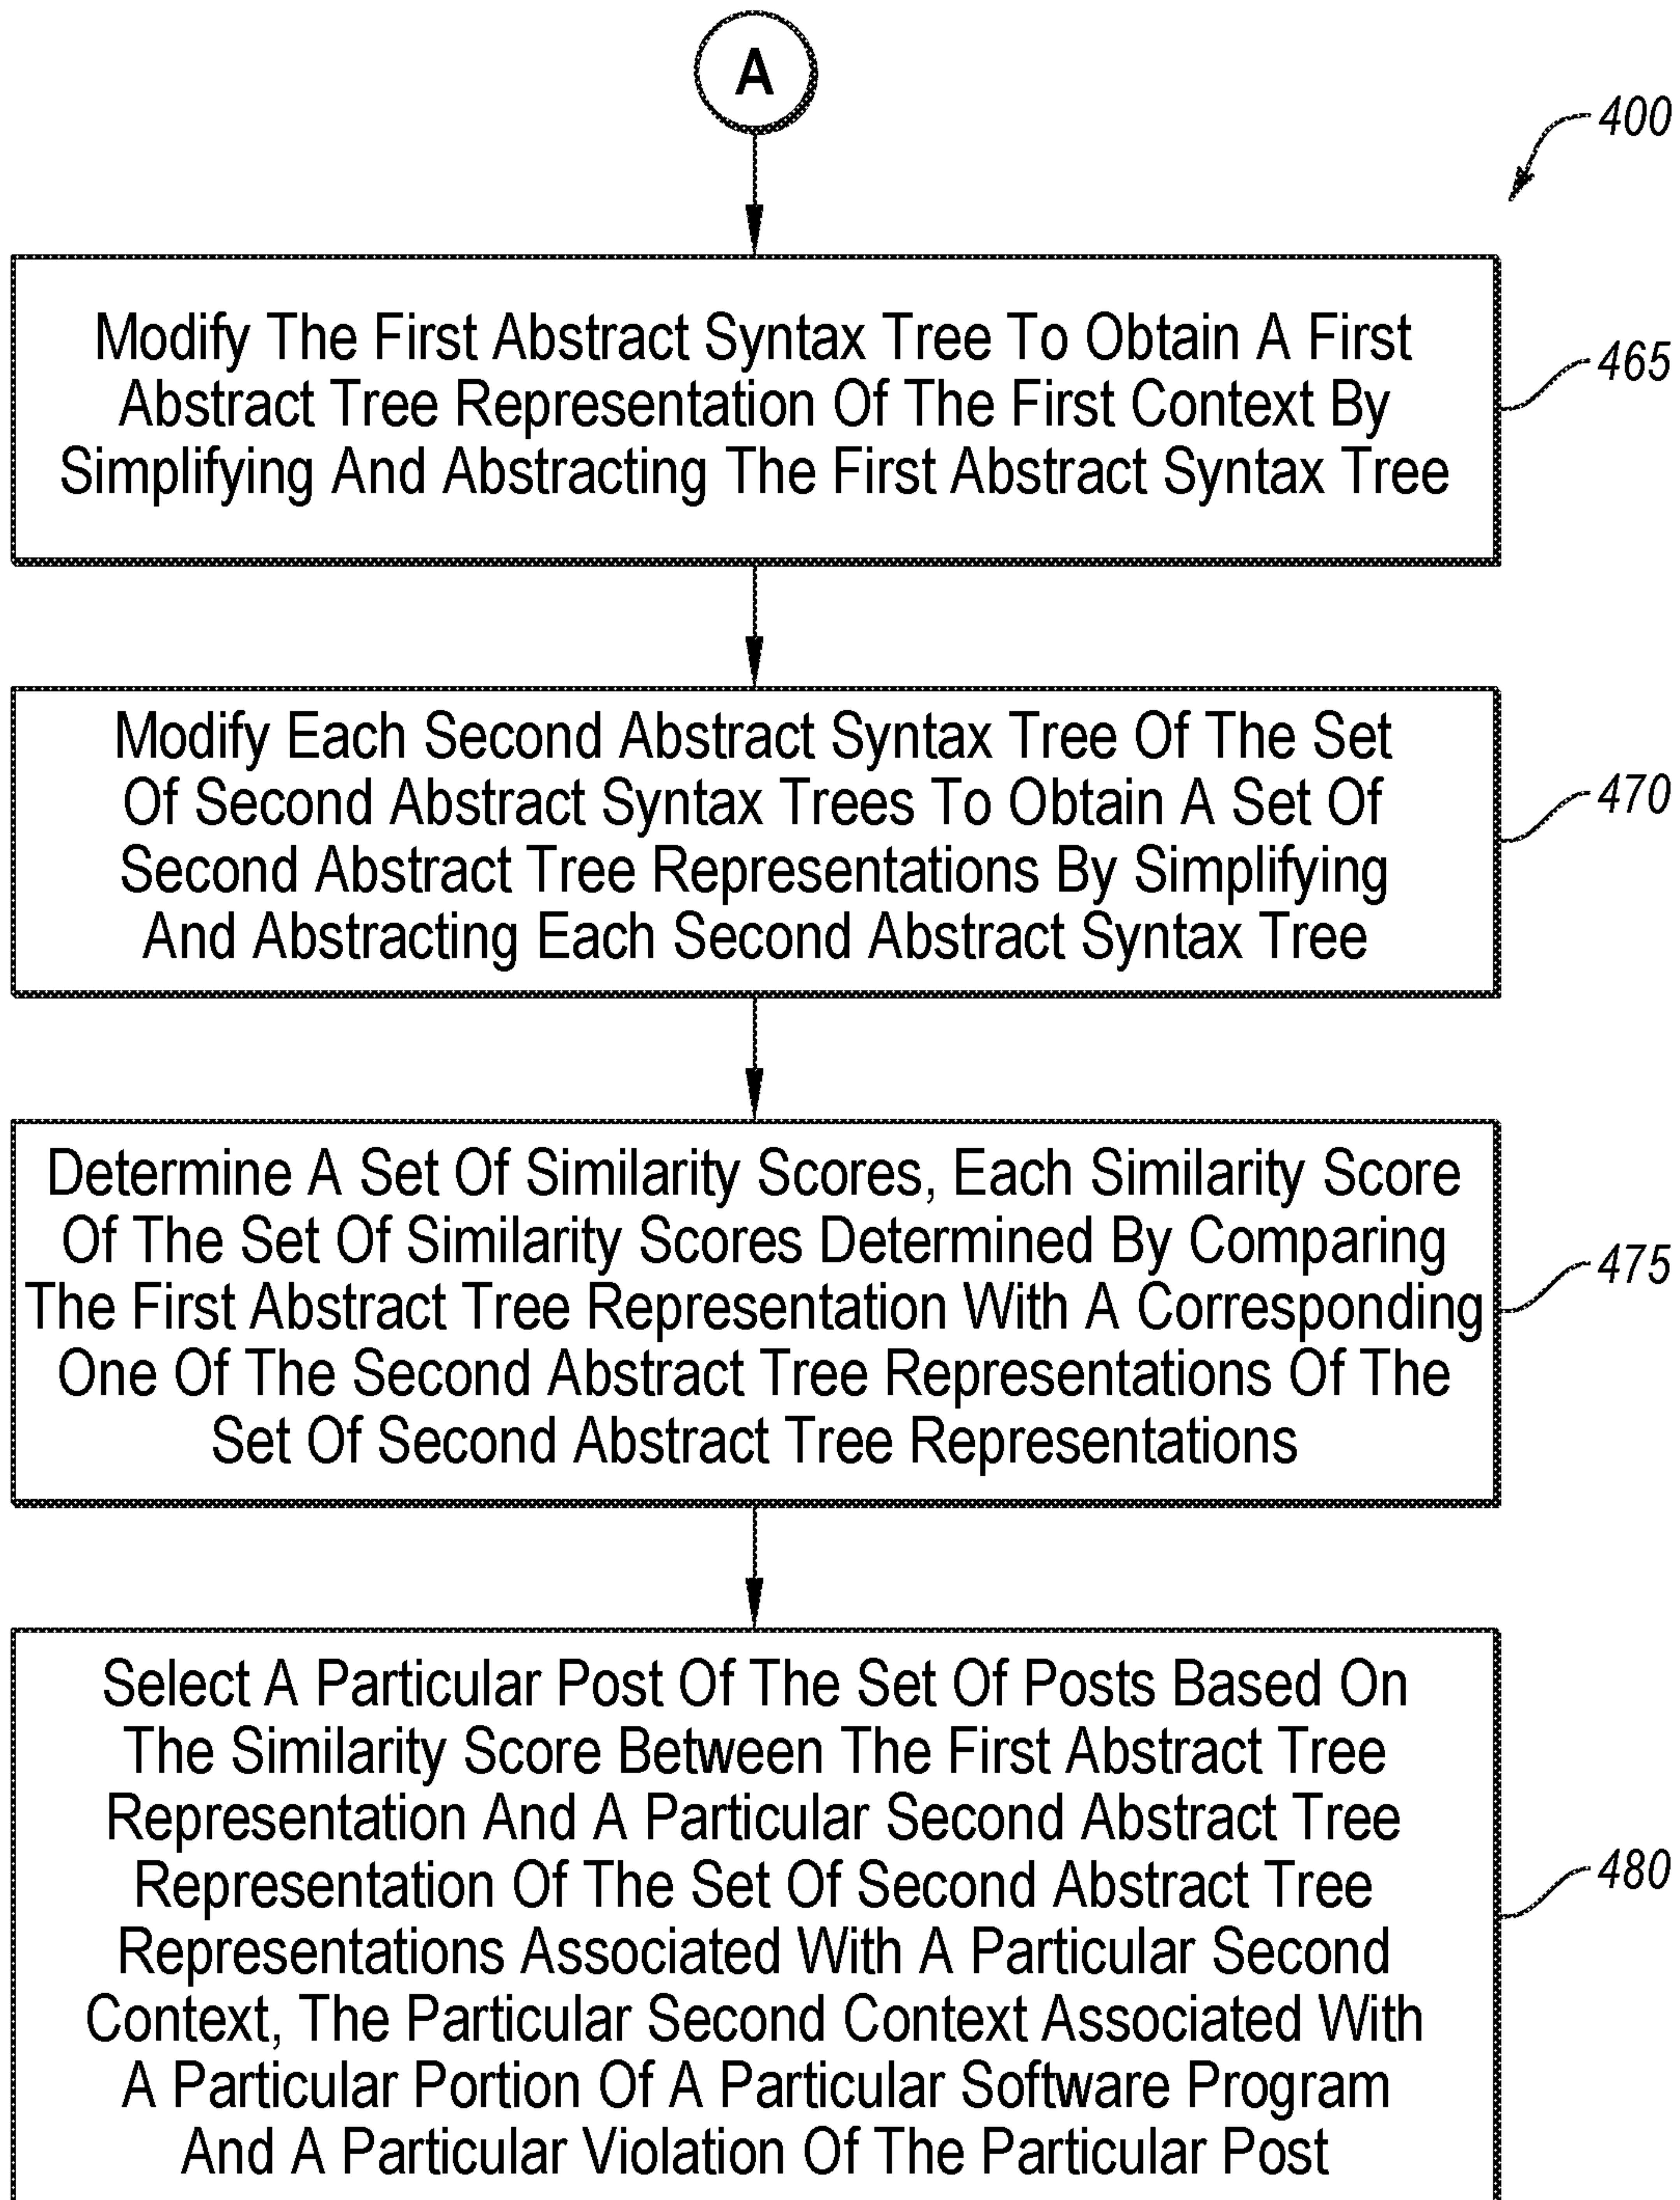 A
400
Modify The First Abstract Syntax Tree To Obtain A First
Abstract Tree Representation Of The First Context By
Simplifying And Abstracting The First Abstract Syntax Tree
465
Modify Each Second Abstract Syntax Tree Of The Set
Of Second Abstract Syntax Trees To Obtain A Set Of
Second Abstract Tree Representations By Simplifying
And Abstracting Each Second Abstract Syntax Tree
470
Determine A Set Of Similarity Scores, Each Similarity Score
Of The Set Of Similarity Scores Determined By Comparing
The First Abstract Tree Representation With A Corresponding
One Of The Second Abstract Tree Representations Of The
Set Of Second Abstract Tree Representations
475
Select A Particular Post Of The Set Of Posts Based On
The Similarity Score Between The First Abstract Tree
Representation And A Particular Second Abstract Tree
Representation Of The Set Of Second Abstract Tree
Representations Associated With A Particular Second
Context, The Particular Second Context Associated With
A Particular Portion Of A Particular Software Program
And A Particular Violation Of The Particular Post
480